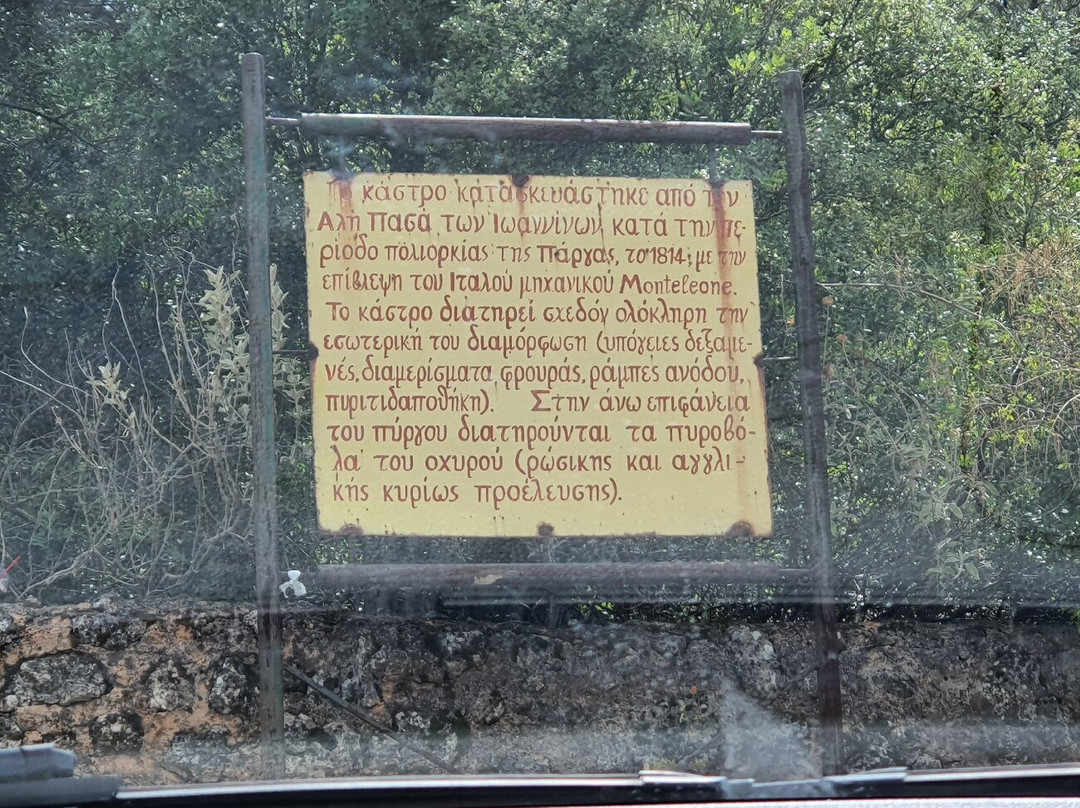 Το κάστρο κατασκευάστηκε από τον
Αλή Πασά των Ιωαννίνων, κατά την πε-
ρίοδο πολιορκίας της Πάργας, το 1814, με την
επίβλεψη του Ιταλού μηχανικού Monteleone.
Το κάστρο διατηρεί σχεδόν ολόκληρη την
εσωτερική του διαμόρφωση (υπόγειες δεξαμε-
νές, διαμερίσματα, φρουράς, ράμπες ανόδου,
πυριτιδαποθήκη). Στην άνω επιφάνεια
του πύργου διατηρούνται τα πυροβό-
λα του οχυρού (ρώσικης και αγγλι-
κής κυρίως προέλευσης).